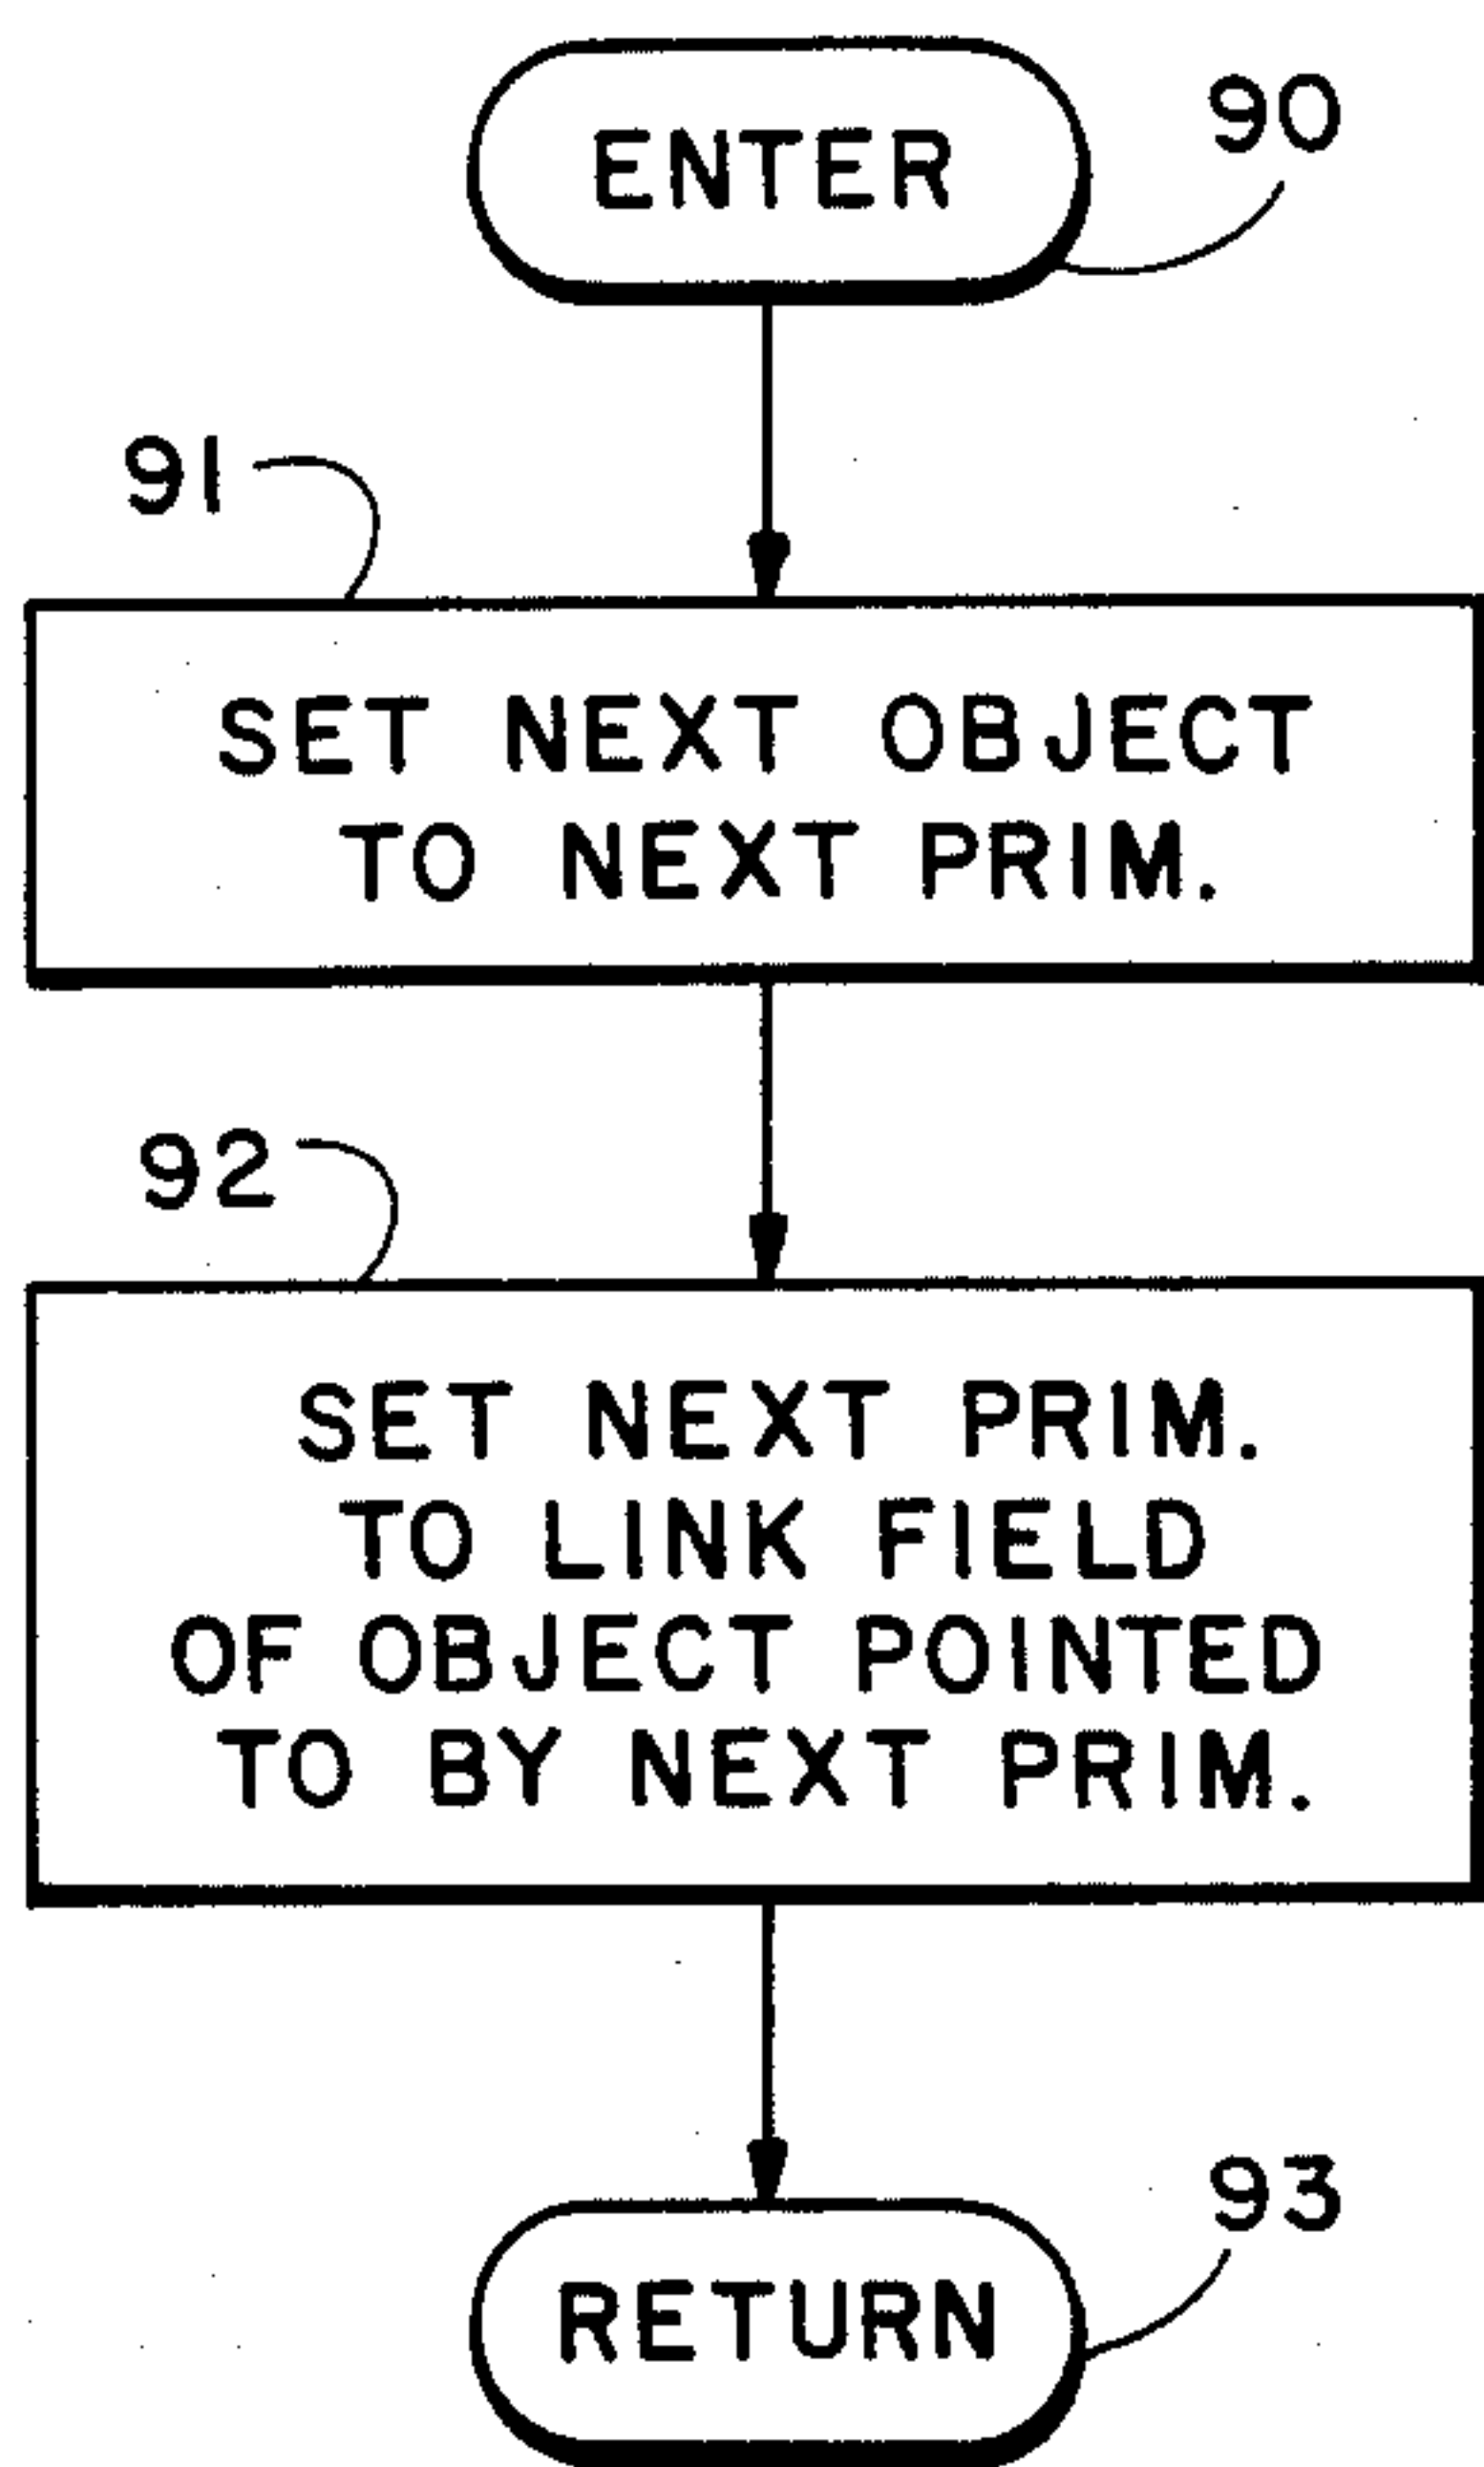 ENTER
90
91
SET NEXT OBJECT
TO NEXT PRIM.
92
SET NEXT PRIM.
TO LINK FIELD
OF OBJECT POINTED
TO BY NEXT PRIM.
93
RETURN